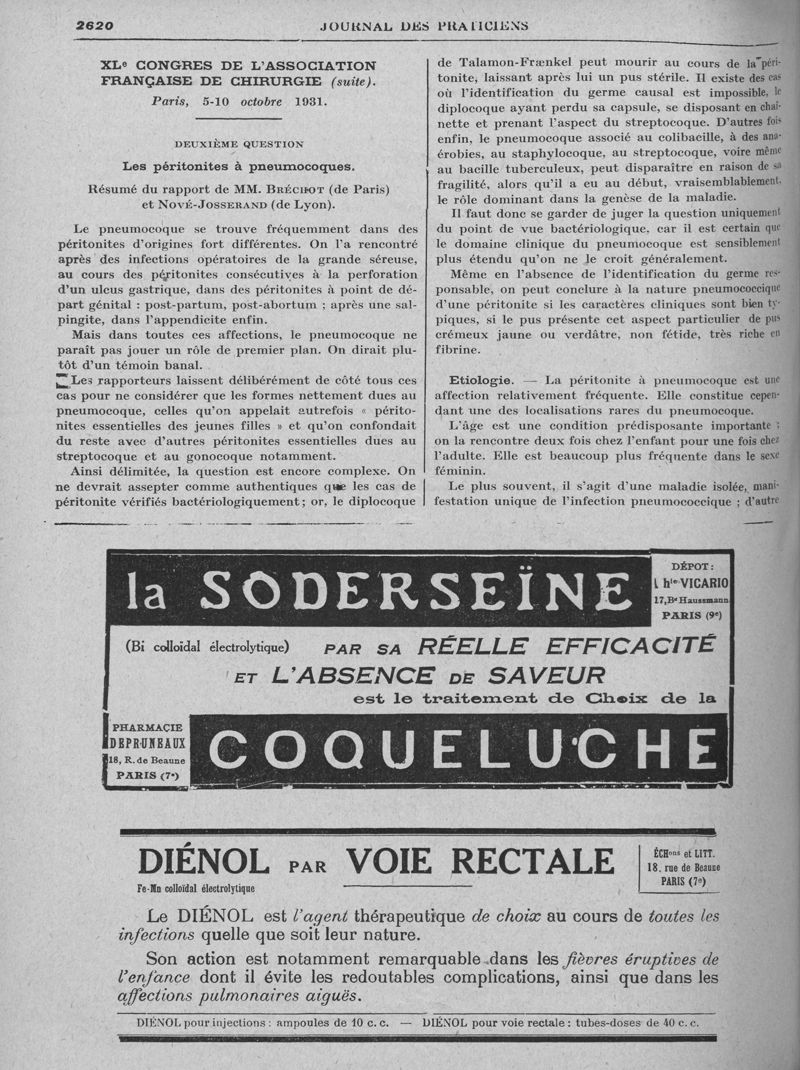 2620
JOURNAL DES PRATICIENS
XLe CONGRES DE L'ASSOCIATION
FRANÇAISE DE CHIRURGIE (suite).
Paris, 5-10 octobre 1931.
DEUXIÈME QUESTION
Les péritonites à pneumocoques.
Résumé du rapport de MM. BRÉCHOT (de Paris)
et NOVÉ-JOSSERAND (de Lyon).
Le pneumocoque se trouve fréquemment dans des
péritonites d'origines fort différentes. On l'a rencontré
après des infections opératoires de la grande séreuse,
au cours des péritonites consécutives à la perforation
d'un ulcus gastrique, dans des péritonites à point de dé-
part génital : post-partum, post-abortum ; après une sal-
pingite, dans l'appendicite enfin.
Mais dans toutes ces affections, le pneumocoque ne
paraît pas jouer un rôle de premier plan. On dirait plu-
tôt d'un témoin banal.
Les rapporteurs laissent délibérément de côté tous ces
cas pour ne considérer que les formes nettement dues au
pneumocoque, celles qu'on appelait autrefois « périto-
nites essentielles des jeunes filles » et qu'on confondait
du reste avec d'autres péritonites essentielles dues au
streptocoque et au gonocoque notamment.
Ainsi délimitée, la question est encore complexe. On
ne devrait assepter comme authentiques que les cas de
péritonite vérifiés bactériologiquement ; or, le diplocoque
de Talamon-Frænkel peut mourir au cours de la péri-
tonite, laissant après lui un pus stérile. Il existe des cas
où l'identification du germe causal est impossible, le
diplocoque ayant perdu sa capsule, se disposant en chaî-
nette et prenant l'aspect du streptocoque. D'autres fois
enfin, le pneumocoque associé au colibacille, à des ana-
érobies, au staphylocoque, au streptocoque, voire même
au bacille tuberculeux, peut disparaître en raison de sa
fragilité, alors qu'il a eu au début, vraisemblablement,
le rôle dominant dans la genèse de la maladie.
Il faut donc se garder de juger la question uniquement
du point de vue bactériologique, car il est certain que
le domaine clinique du pneumocoque est sensiblement
plus étendu qu'on ne le croit généralement.
Même en l'absence de l'identification du germe res-
ponsable, on peut conclure à la nature pneumococcique
d'une péritonite si les caractères cliniques sont bien ty-
piques, si le pus présente cet aspect particulier de pus
crémeux jaune ou verdâtre, non fétide, très riche en
fibrine.
Etiologie. — La péritonite à pneumocoque est une
affection relativement fréquente. Elle constitue cepen-
dant une des localisations rares du pneumocoque.
L'âge est une condition prédisposante importante ;
on la rencontre deux fois chez l'enfant pour une fois chez
l'adulte. Elle est beaucoup plus fréquente dans le sexe
féminin.
Le plus souvent, il s'agit d'une maladie isolée, mani-
festation unique de l'infection pneumococcique ; d'autre
la SODERSEÏNE
DÉPOT :
Phie VICARIO
17, Bd Haussmann
PARIS (9e)
(Bi colloïdal électrolytique) PAR SA RÉELLE EFFICACITÉ
ET L'ABSENCE DE SAVEUR
est le traitement de Choix de la
PHARMACIE
DEPRUNEAUX
18, R. de Beaune
PARIS (7e)
COQUELUCHE
DIÉNOL PAR VOIE RECTALE
Fe-Mn colloïdal électrolytique
ÉCHons et LITT.
18. rue de Beaune
PARIS (7e)
Le DIÉNOL est l'agent thérapeutique de choix au cours de toutes les
infections quelle que soit leur nature.
Son action est notamment remarquable dans les fièvres éruptives de
l'enfance dont il évite les redoutables complications, ainsi que dans les
affections pulmonaires aiguës.
DIÉNOL pour injections : ampoules de 10 c. c. — DIÉNOL pour voie rectale : tubes-doses de 40 c. c.